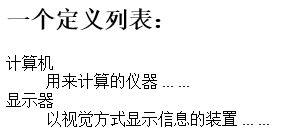 一个定义列表：
计算机
用来计算的仪器 ... ...
显示器
以视觉方式显示信息的装置 ... ...